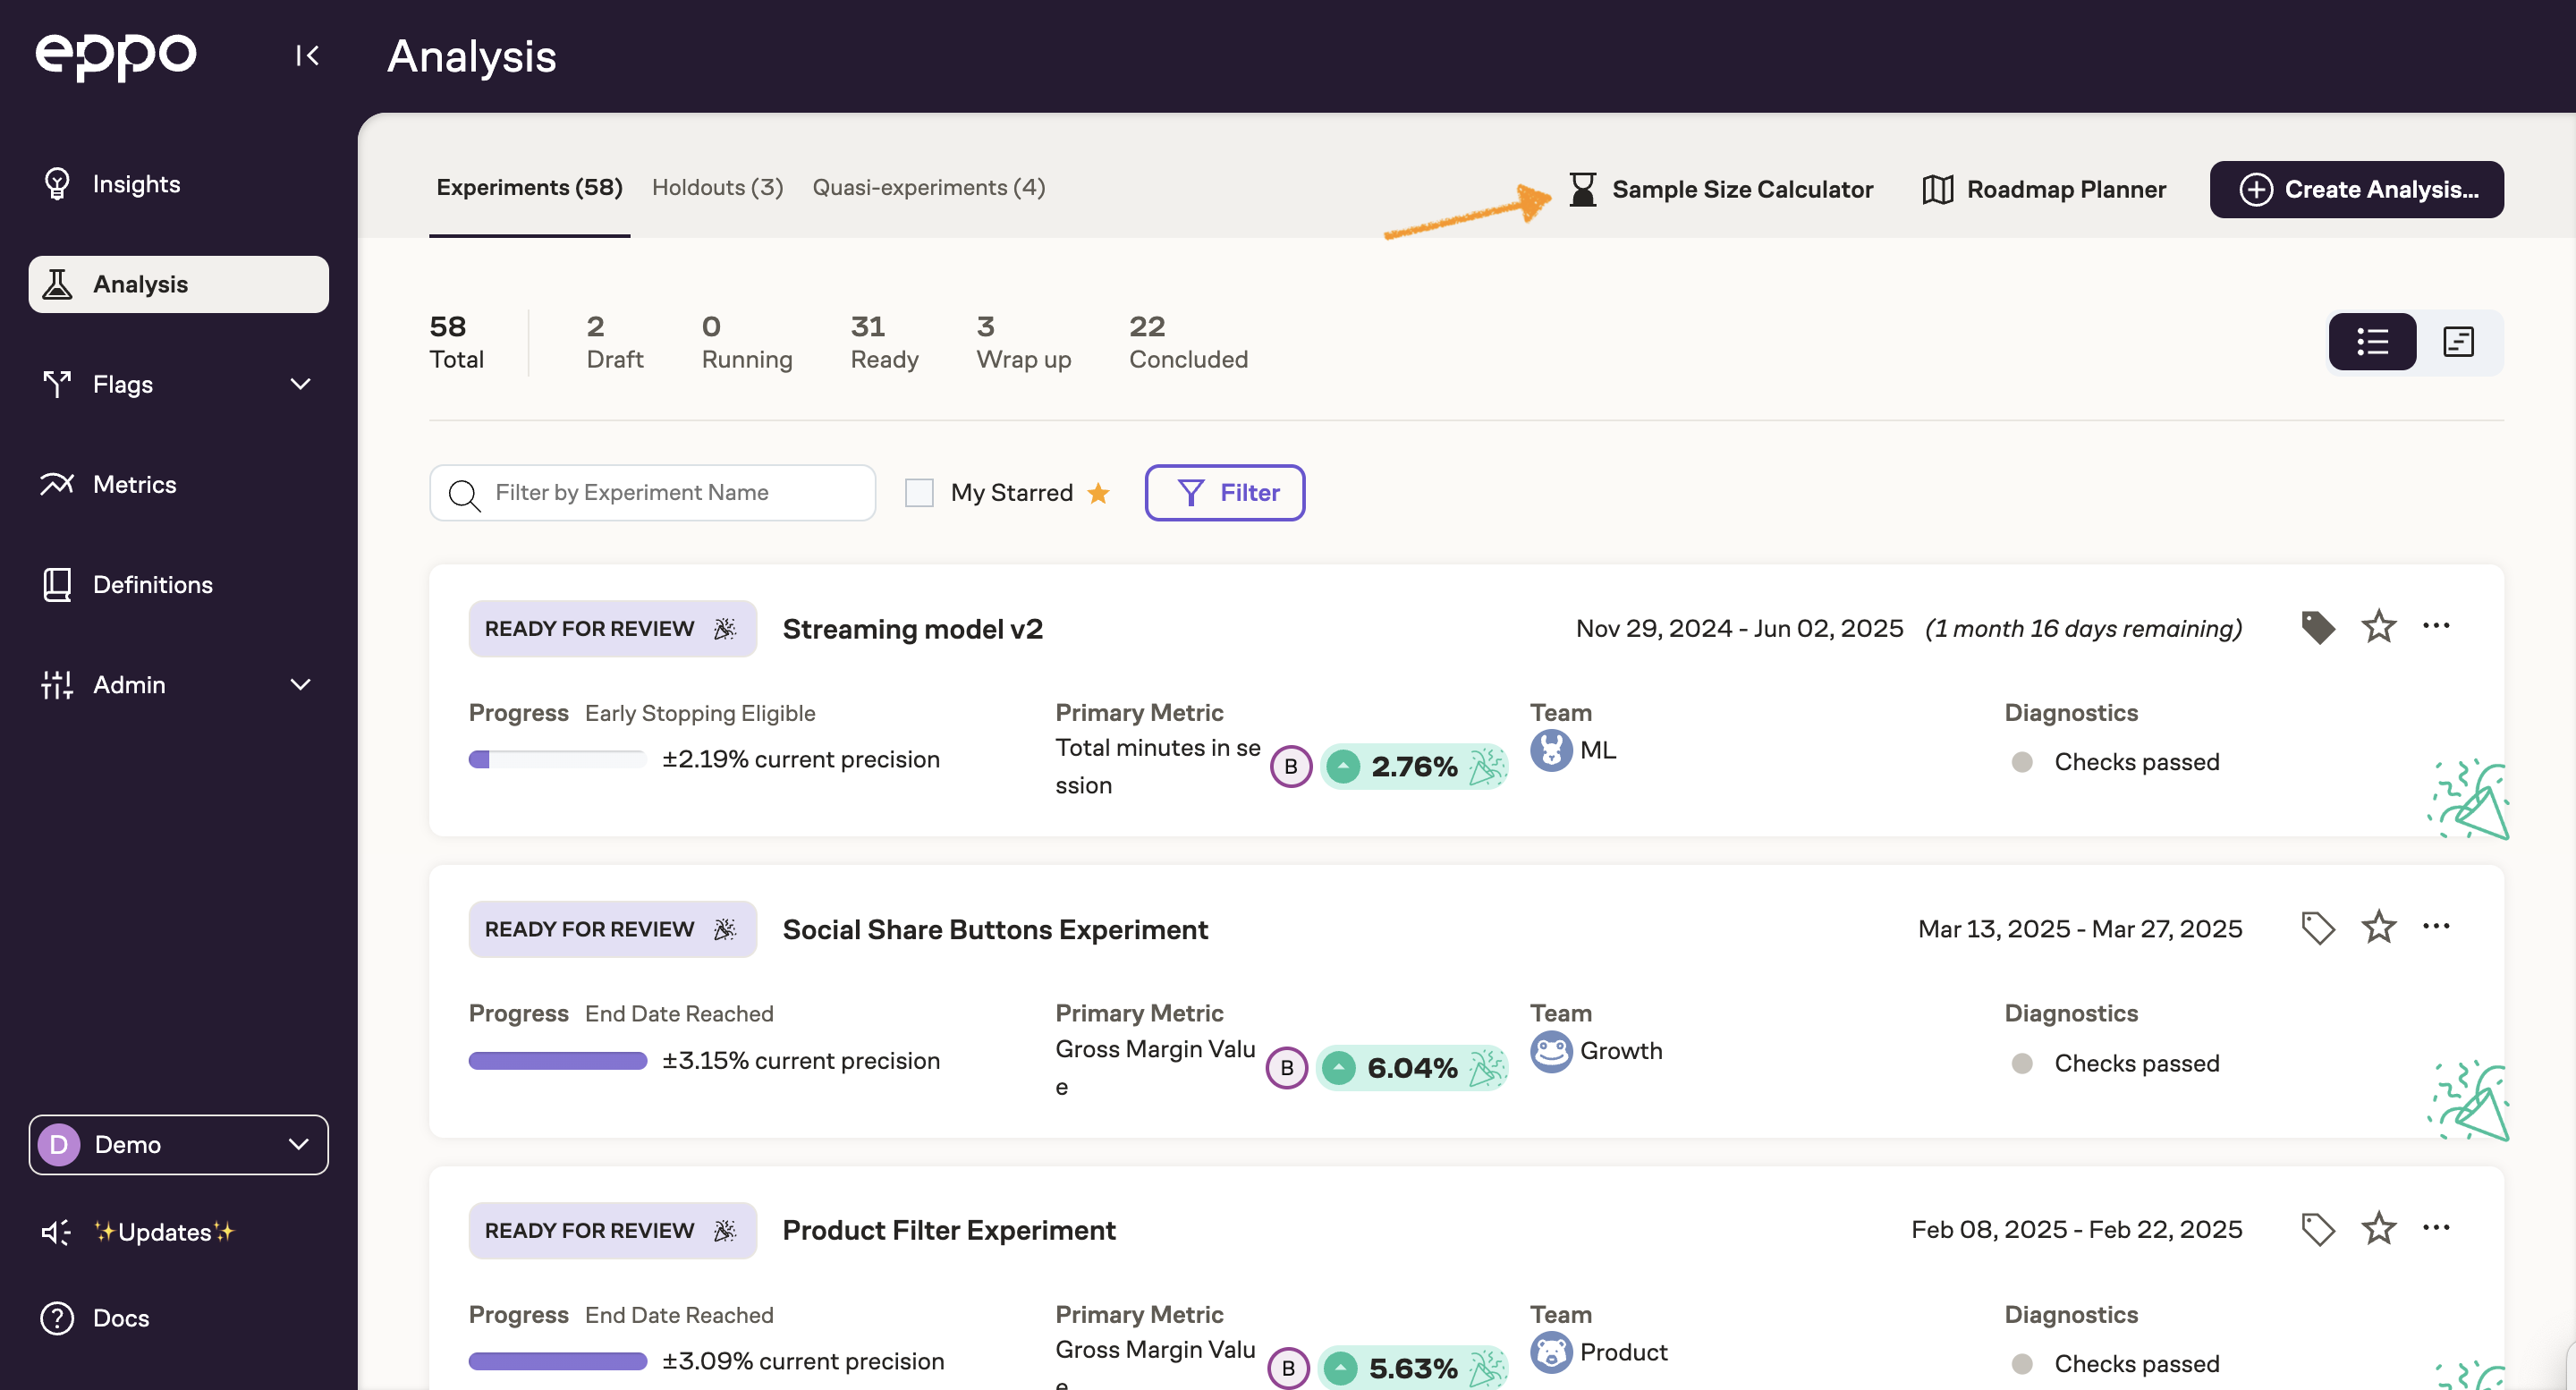 eppo
Analysis
Insights
Analysis
Flags
Metrics
Definitions
Admin
D Demo
✨Updates✨
Docs
Experiments (58) Holdouts (3) Quasi-experiments (4)
Sample Size Calculator Roadmap Planner Create Analysis...
58 2 0 31 3 22
Total Draft Running Ready Wrap up Concluded
Filter by Experiment Name My Starred Filter
READY FOR REVIEW Streaming model v2 Nov 29, 2024 - Jun 02, 2025 (1 month 16 days remaining)
Progress Early Stopping Eligible Primary Metric Team Diagnostics
±2.19% current precision Total minutes in se B 2.76% ML Checks passed
ssion
READY FOR REVIEW Social Share Buttons Experiment Mar 13, 2025 - Mar 27, 2025
Progress End Date Reached Primary Metric Team Diagnostics
±3.15% current precision Gross Margin Valu B 6.04% Growth Checks passed
e
READY FOR REVIEW Product Filter Experiment Feb 08, 2025 - Feb 22, 2025
Progress End Date Reached Primary Metric Team Diagnostics
±3.09% current precision Gross Margin Valu B 5.63% Product Checks passed
e